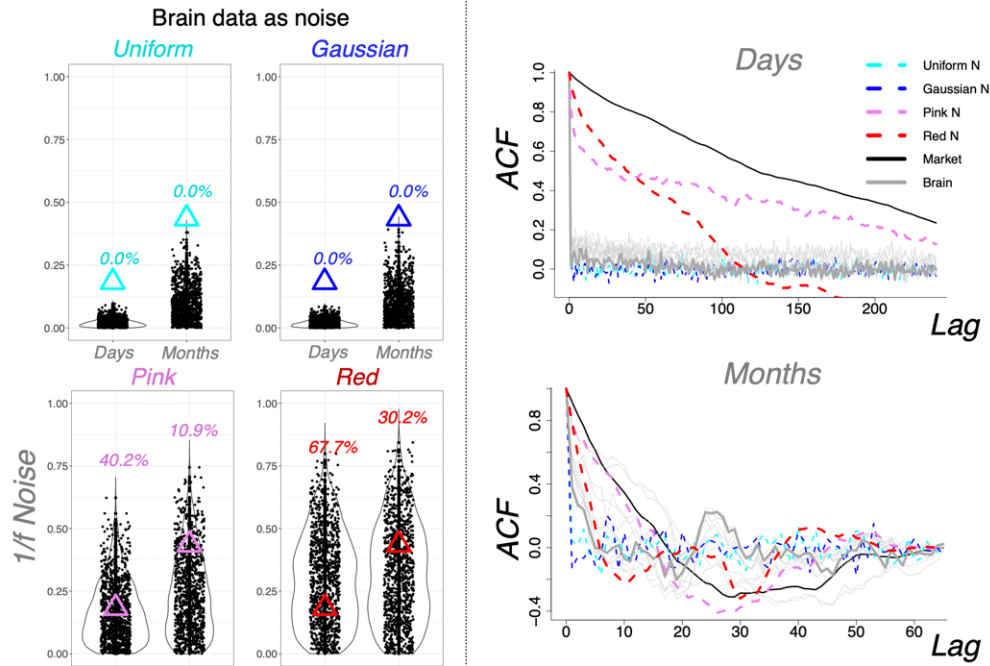 Brain data as noise
Uniform
Gaussian
1.00
0.75
0.50
0.25
0.00
0.0%
0.0%
Days
Months
1.00
0.75
0.50
0.25
0.00
0.0%
0.0%
Days
Months
Pink
Red
1/f Noise
1.00
0.75
0.50
0.25
0.00
40.2%
10.9%
1.00
0.75
0.50
0.25
0.00
67.7%
30.2%
Days
ACF
1.0
0.8
0.6
0.4
0.2
0.0
0
50
100
150
200
Lag
Uniform N
Gaussian N
Pink N
Red N
Market
Brain
Months
ACF
0.8
0.4
0.0
-0.4
0
10
20
30
40
50
60
Lag